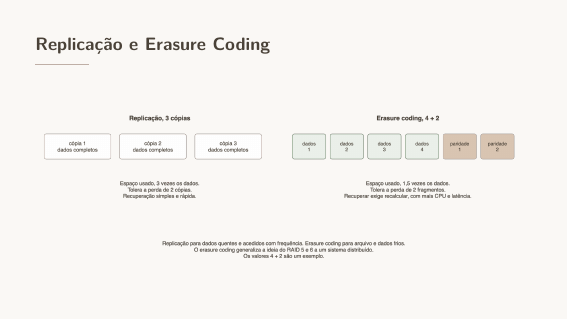 Replicação e Erasure Coding
Replicação, 3 cópias
cópia 1
dados completos
cópia 2
dados completos
cópia 3
dados completos
Espaço usado, 3 vezes os dados.
Tolera a perda de 2 cópias.
Recuperação simples e rápida.
Erasure coding, 4 + 2
dados
1
dados
2
dados
3
dados
4
paridade
1
paridade
2
Espaço usado, 1,5 vezes os dados.
Tolera a perda de 2 fragmentos.
Recuperar exige recalcular, com mais CPU e latência.
Replicação para dados quentes e acedidos com frequência. Erasure coding para arquivo e dados frios.
O erasure coding generaliza a ideia do RAID 5 e 6 a um sistema distribuído.
Os valores 4 + 2 são um exemplo.